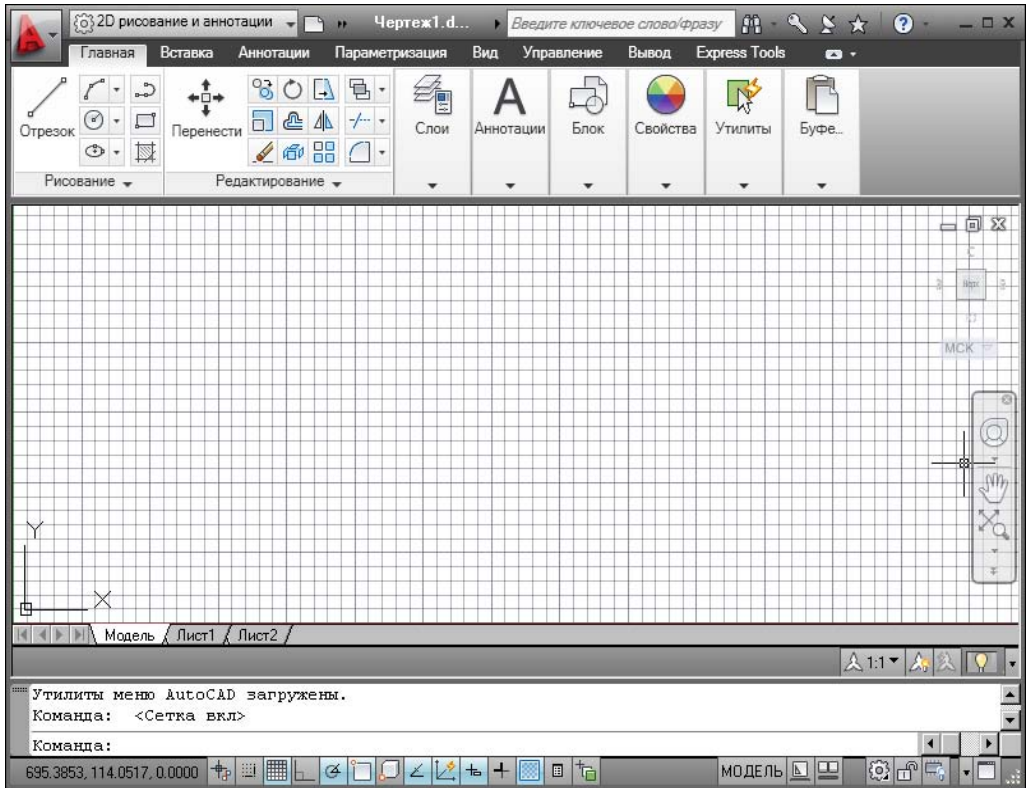 2D рисование и аннотации Чертеж1.d... Введите ключевое слово/фразу
Главная Вставка Аннотации Параметризация Вид Управление Вывод Express Tools
Отрезок Перенести Слои Аннотации Блок Свойства Утилиты Буфе...
Рисование Редактирование
С
Верх
МСК
Y
X
Модель Лист1 Лист2
1:1
Утилиты меню AutoCAD загружены.
Команда: <Сетка вкл>
Команда:
695.3853, 114.0517, 0.0000 МОДЕЛЬ